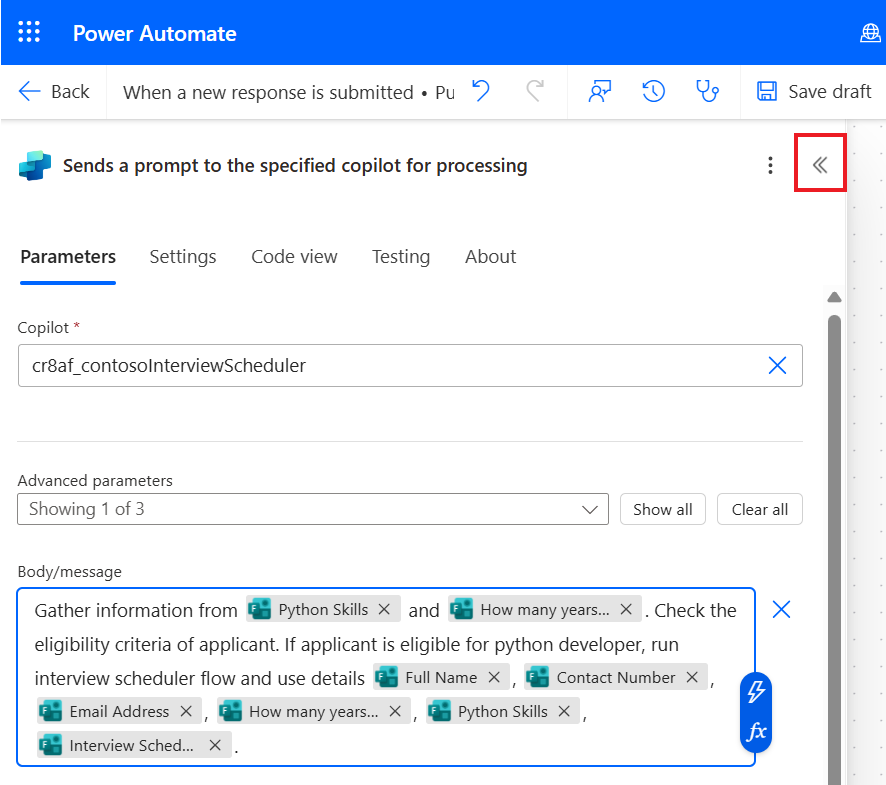 Power Automate
Back
When a new response is submitted • Pu
Save draft
Sends a prompt to the specified copilot for processing
Parameters Settings Code view Testing About
Copilot *
cr8af_contosoInterviewScheduler
Advanced parameters
Showing 1 of 3
Show all
Clear all
Body/message
Gather information from F Python Skills × and F How many years... × . Check the
eligibility criteria of applicant. If applicant is eligible for python developer, run
interview scheduler flow and use details F Full Name × , F Contact Number × ,
F Email Address × , F How many years... × , F Python Skills × ,
F Interview Sched... × .
fx